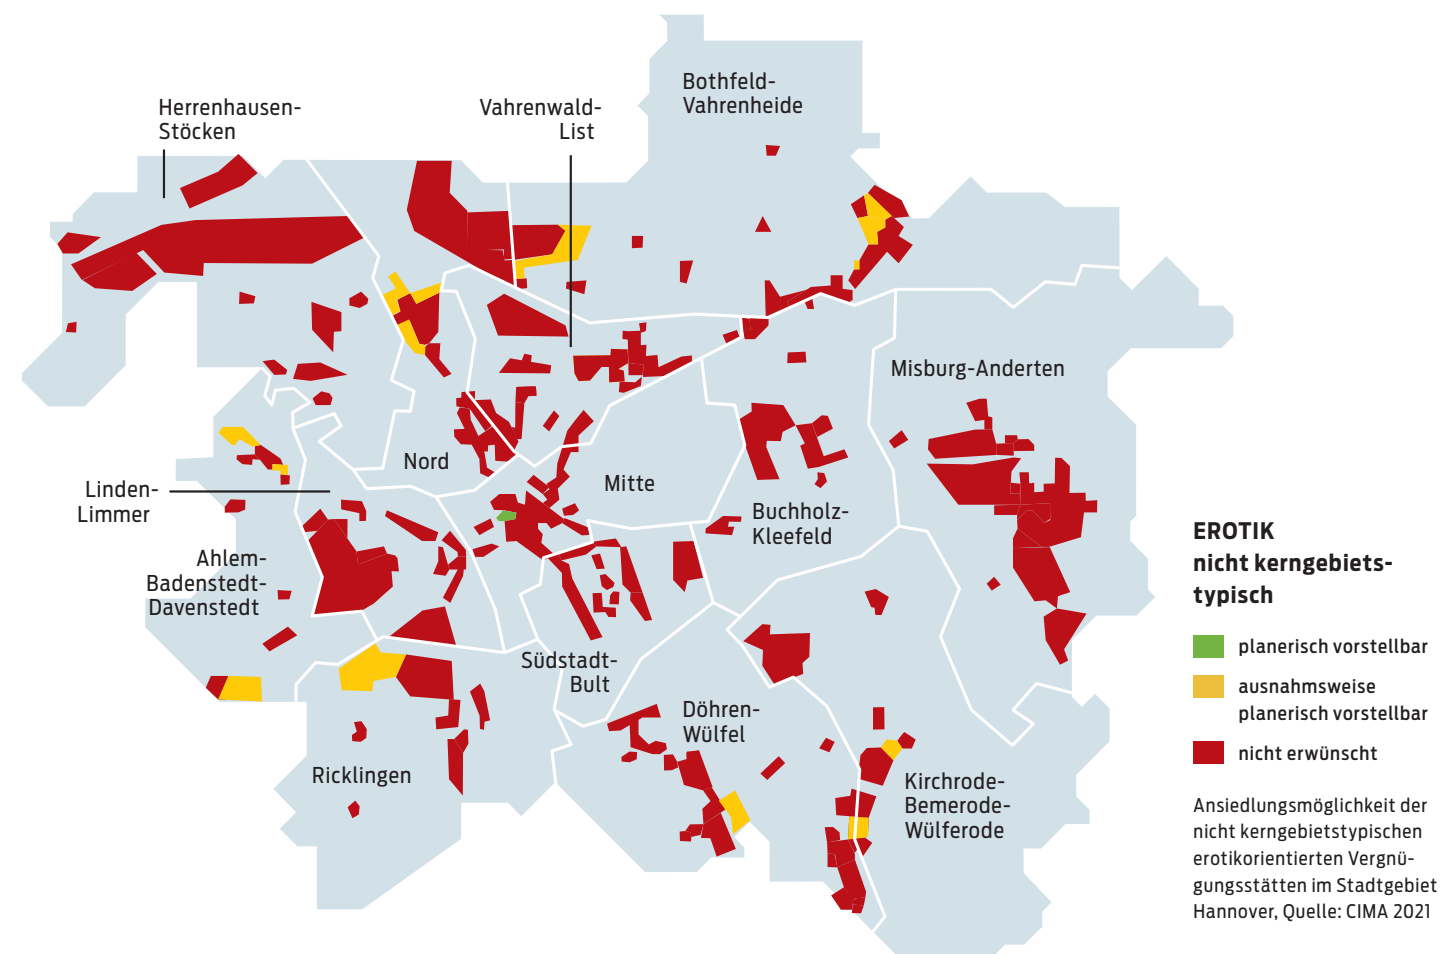 Bothfeld-
Vahrenheide
Herrenhausen-
Stöcken
Vahrenwald-
List
Misburg-Anderten
Nord
Mitte
Linden-
Limmer
Buchholz-
Kleefeld
Ahlem-
Badenstedt-
Davenstedt
Südstadt-
Bult
Döhren-
Wülfel
Ricklingen
Kirchrode-
Bemerode-
Wülferode
EROTIK
nicht kerngebiets-
typisch
planerisch vorstellbar
ausnahmsweise
planerisch vorstellbar
nicht erwünscht
Ansiedlungsmöglichkeit der
nicht kerngebietstypischen
erotikorientierten Vergnü-
gungsstätten im Stadtgebiet
Hannover, Quelle: CIMA 2021